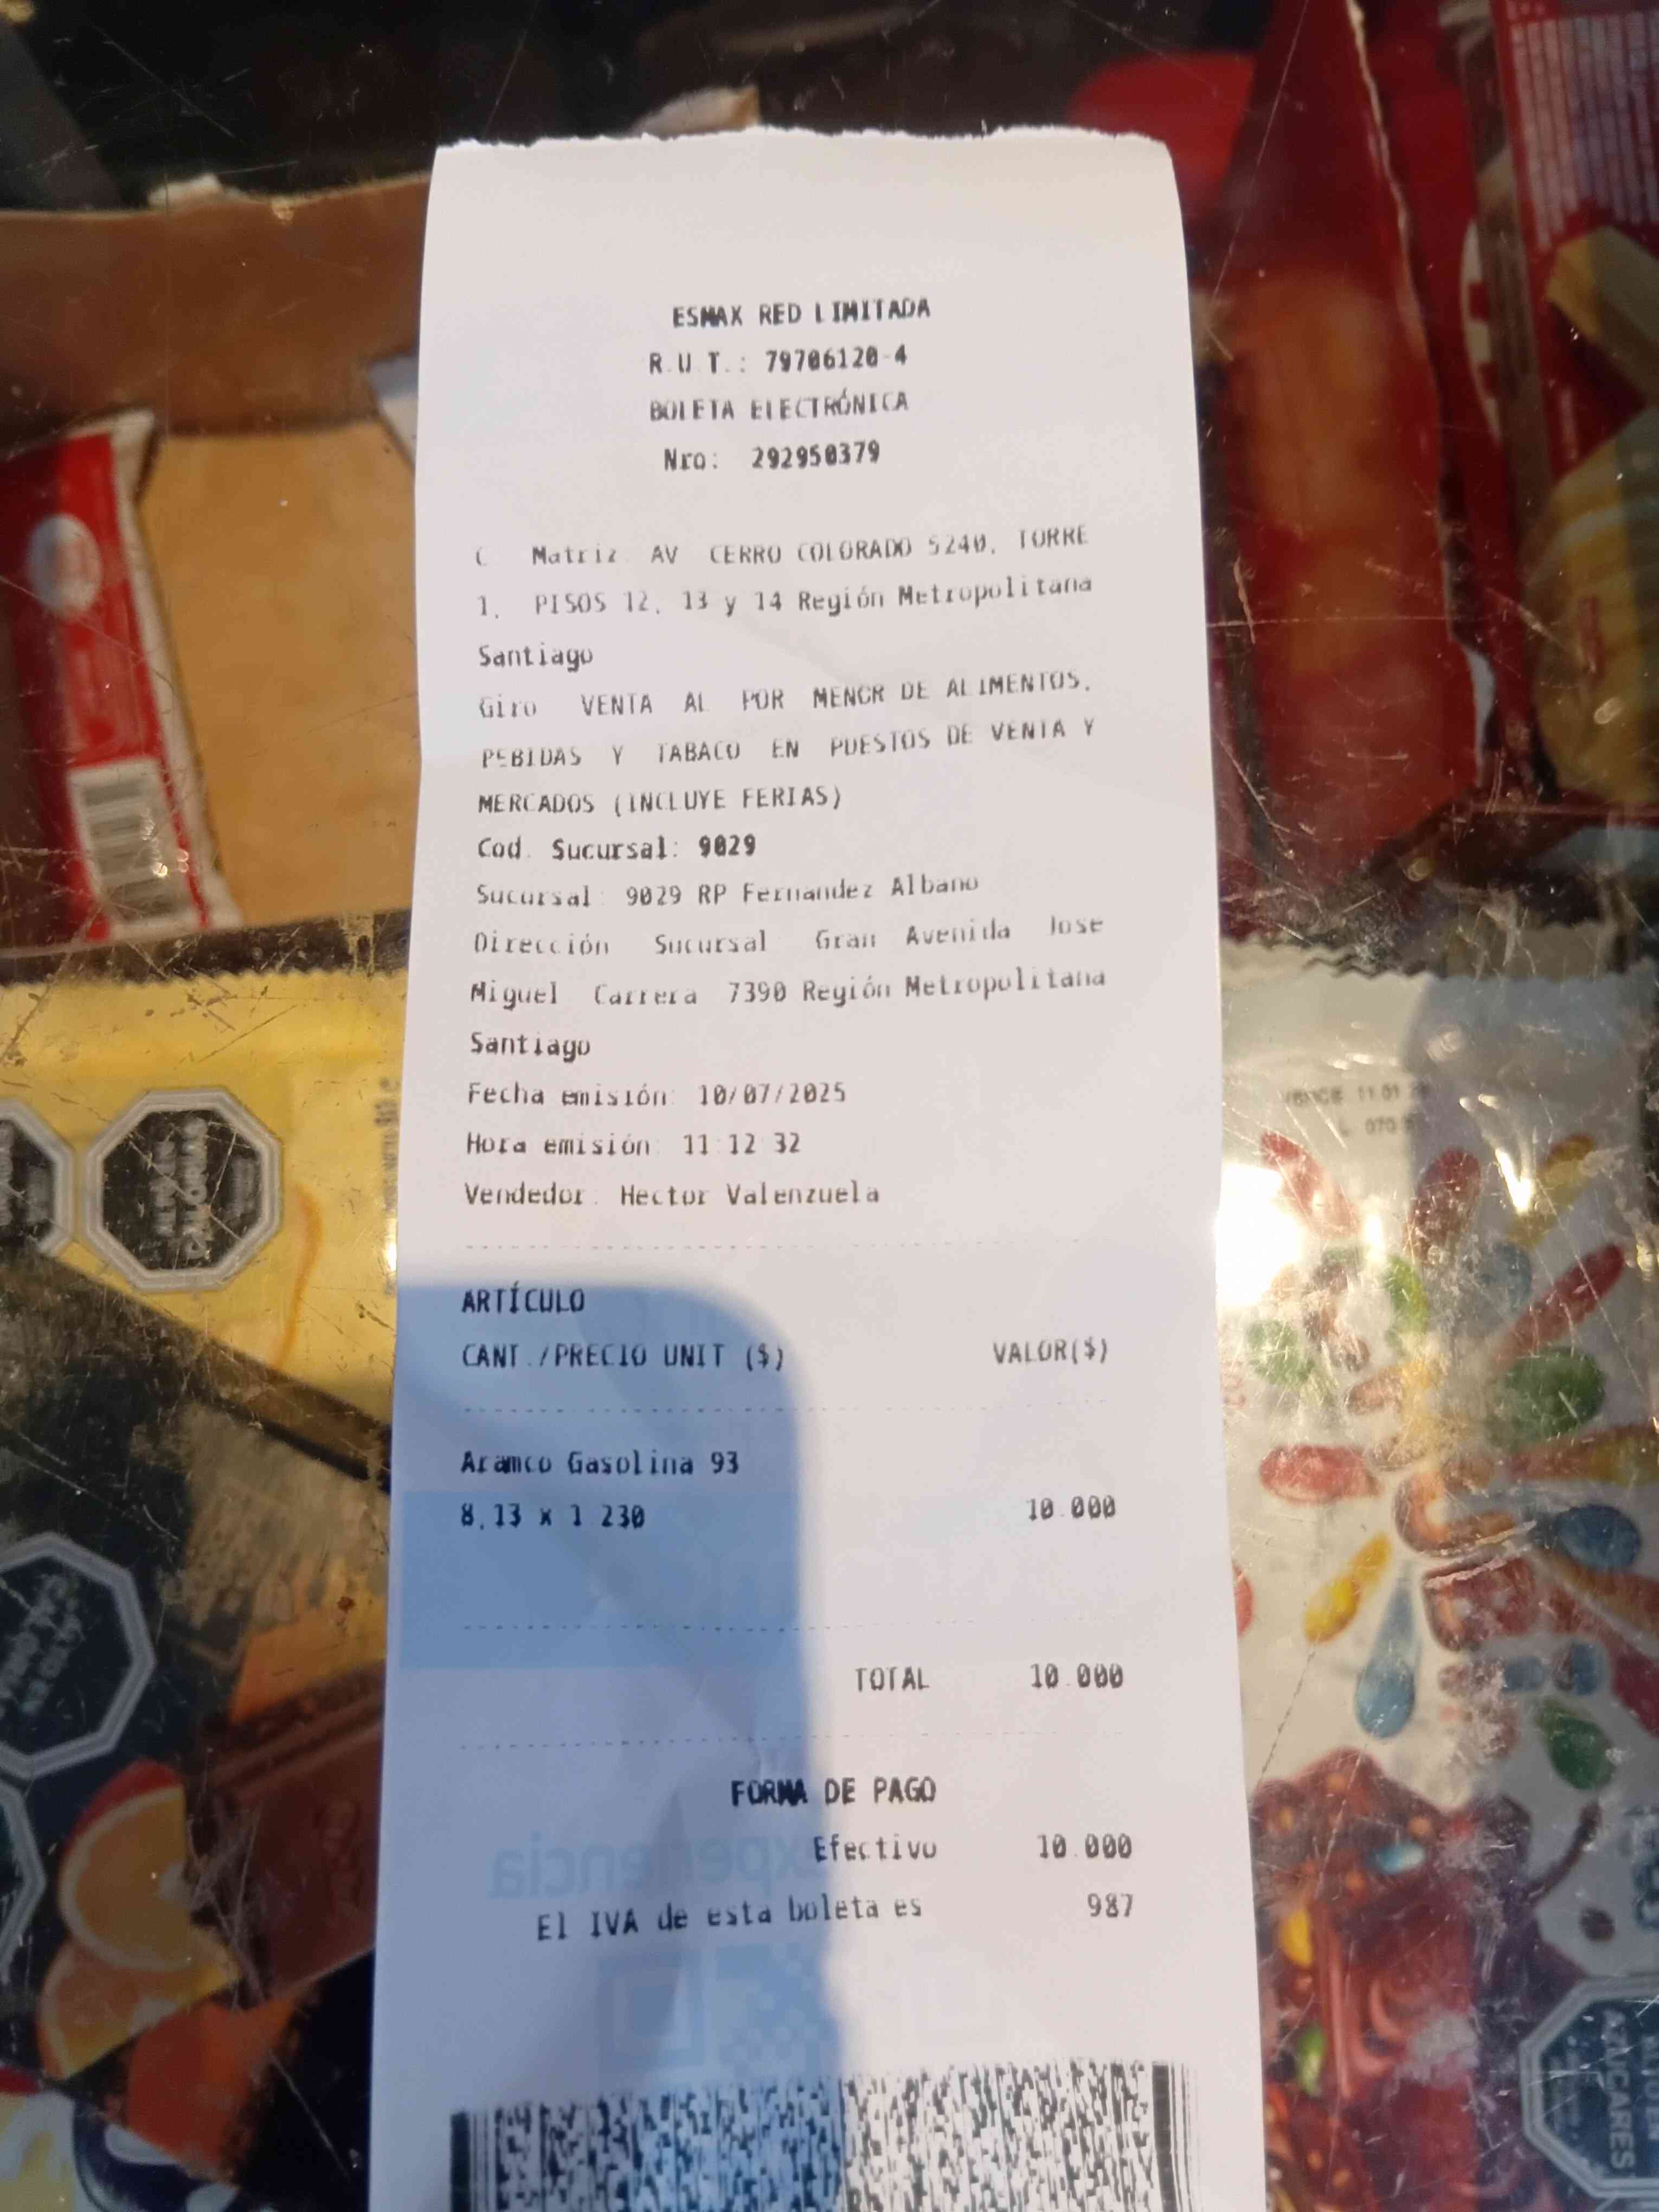 ESMAX RED LIMITADA
R.U.T.: 79706120-4
BOLETA ELECTRÓNICA
Nro: 292950379
C. Matriz: AV. CERRO COLORADO 5240, TORRE
1, PISOS 12, 13 y 14 Región Metropolitana
Santiago
Giro: VENTA AL POR MENOR DE ALIMENTOS,
BEBIDAS Y TABACO EN PUESTOS DE VENTA Y
MERCADOS (INCLUYE FERIAS)
Cod. Sucursal: 9029
Sucursal: 9029 RP Fernandez Albano
Dirección Sucursal Gran Avenida Jose
Miguel Carrera 7390 Región Metropolitana
Santiago
Fecha emisión: 10/07/2025
Hora emisión: 11:12:32
Vendedor: Hector Valenzuela
ARTÍCULO
CANT./PRECIO UNIT ($) VALOR($)
Aramco Gasolina 93
8,13 x 1.230 10.000
TOTAL 10.000
FORMA DE PAGO
Efectivo 10.000
El IVA de esta boleta es 987
experiencia
VENCE 11 01
AZUCARES